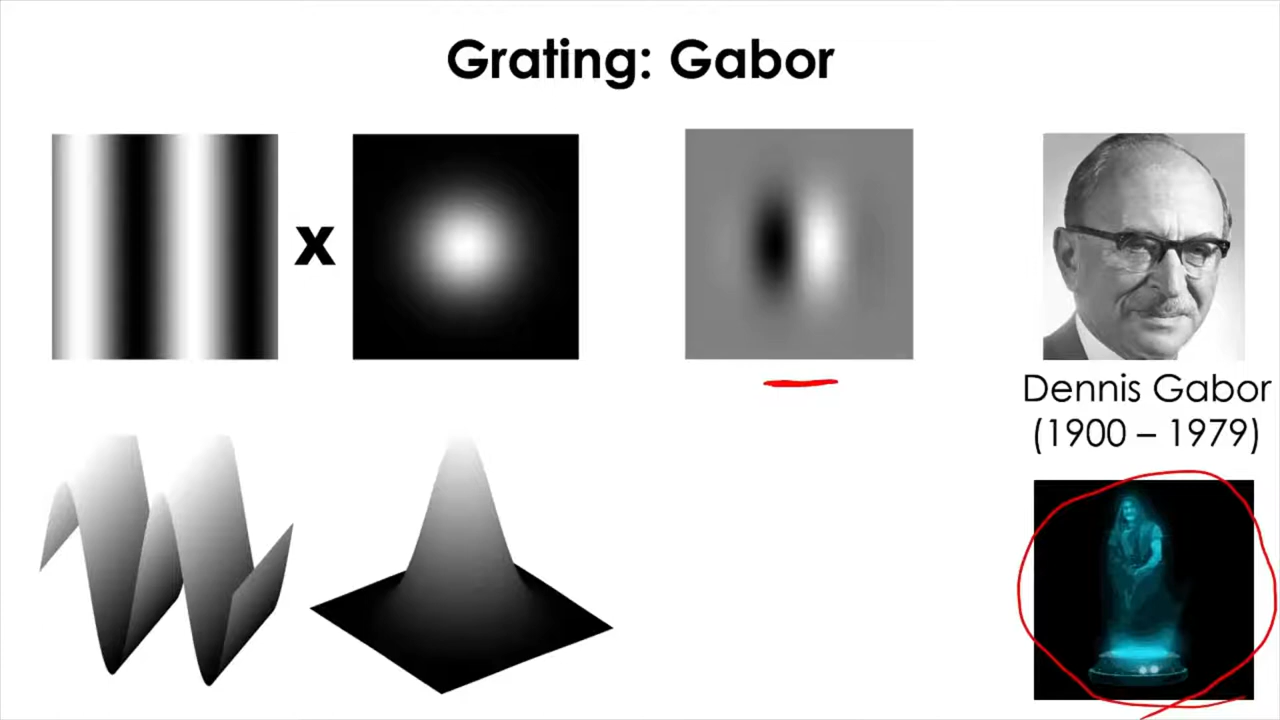 Grating: Gabor
x
Dennis Gabor
(1900 – 1979)